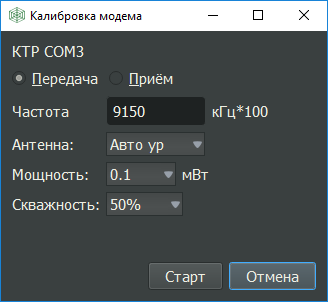 Калибровка модема
КТР COM3
Передача Приём
Частота 9150 кГц*100
Антенна: Авто ур
Мощность: 0.1 мВт
Скважность: 50%
Старт Отмена